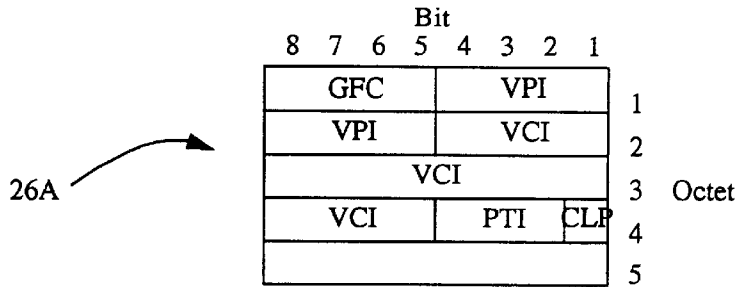 Bit
8 7 6 5 4 3 2 1
GFC VPI 1
VPI VCI 2
26A
VCI 3 Octet
VCI PTI CLP 4
5